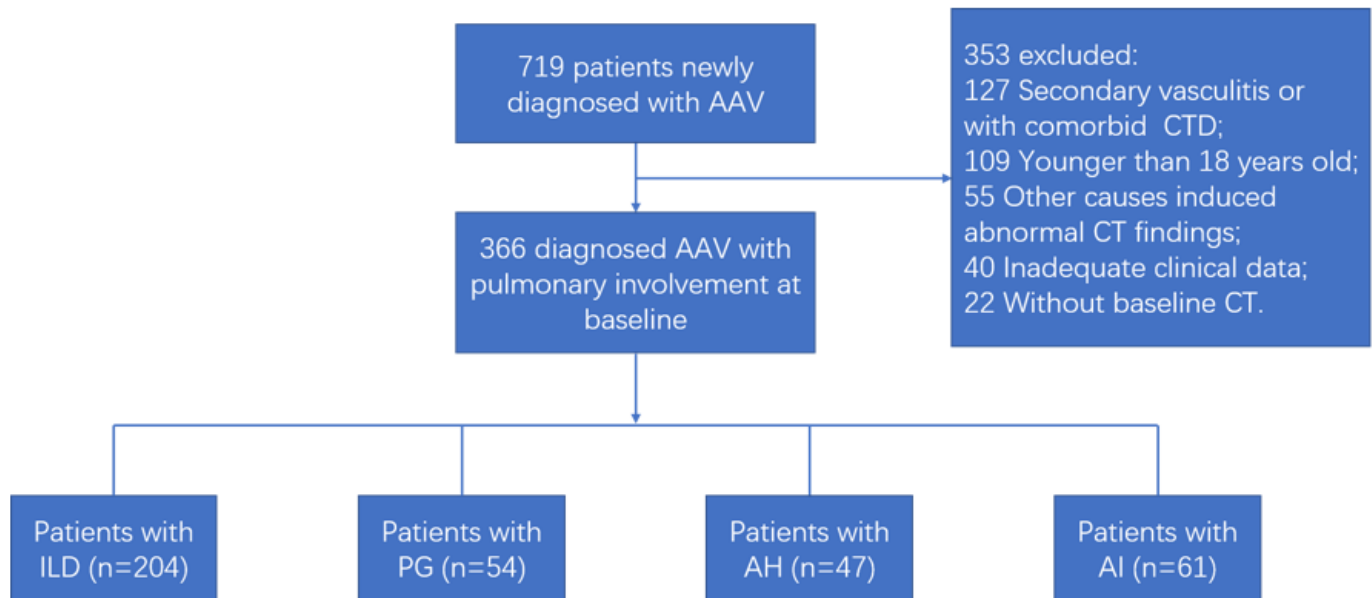 719 patients newly
diagnosed with AAV
353 excluded:
127 Secondary vasculitis or
with comorbid CTD;
109 Younger than 18 years old;
55 Other causes induced
abnormal CT findings;
40 Inadequate clinical data;
22 Without baseline CT.
366 diagnosed AAV with
pulmonary involvement at
baseline
Patients with
ILD (n=204)
Patients with
PG (n=54)
Patients with
AH (n=47)
Patients with
AI (n=61)